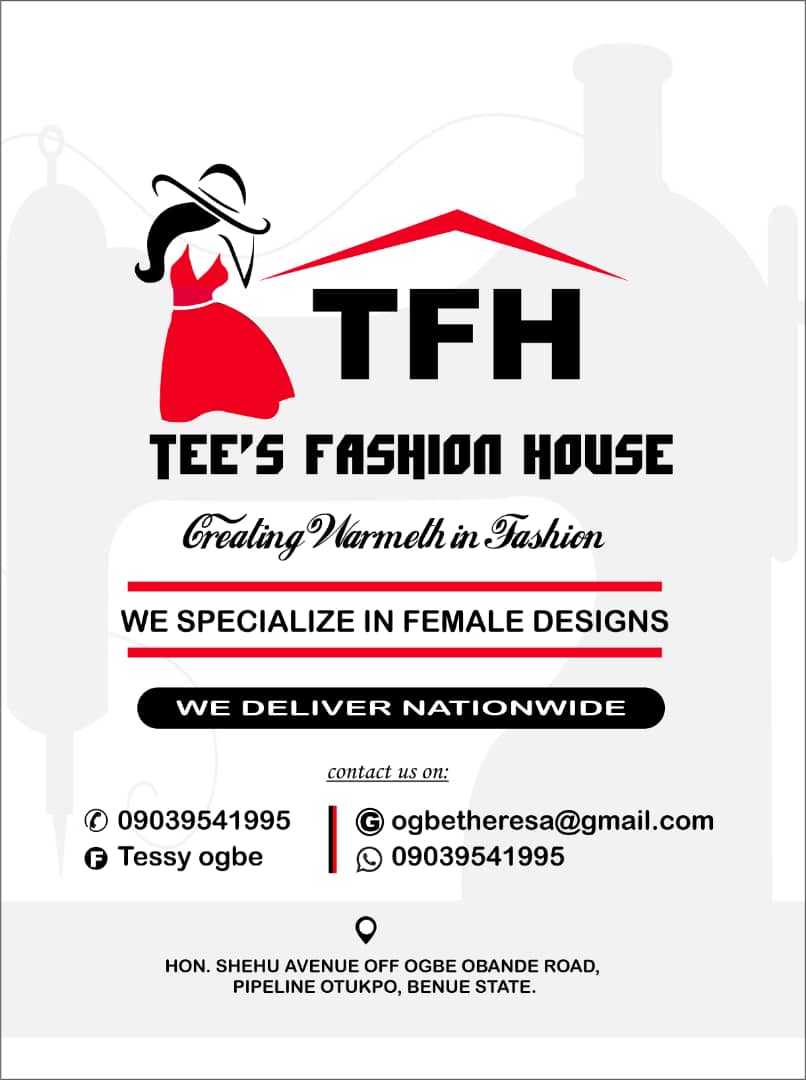 TFH
TEE'S FASHION HOUSE
Creating Warmeth in Fashion
WE SPECIALIZE IN FEMALE DESIGNS
WE DELIVER NATIONWIDE
contact us on:
09039541995
G ogbetheresa@gmail.com
F Tessy ogbe
09039541995
HON. SHEHU AVENUE OFF OGBE OBANDE ROAD,
PIPELINE OTUKPO, BENUE STATE.